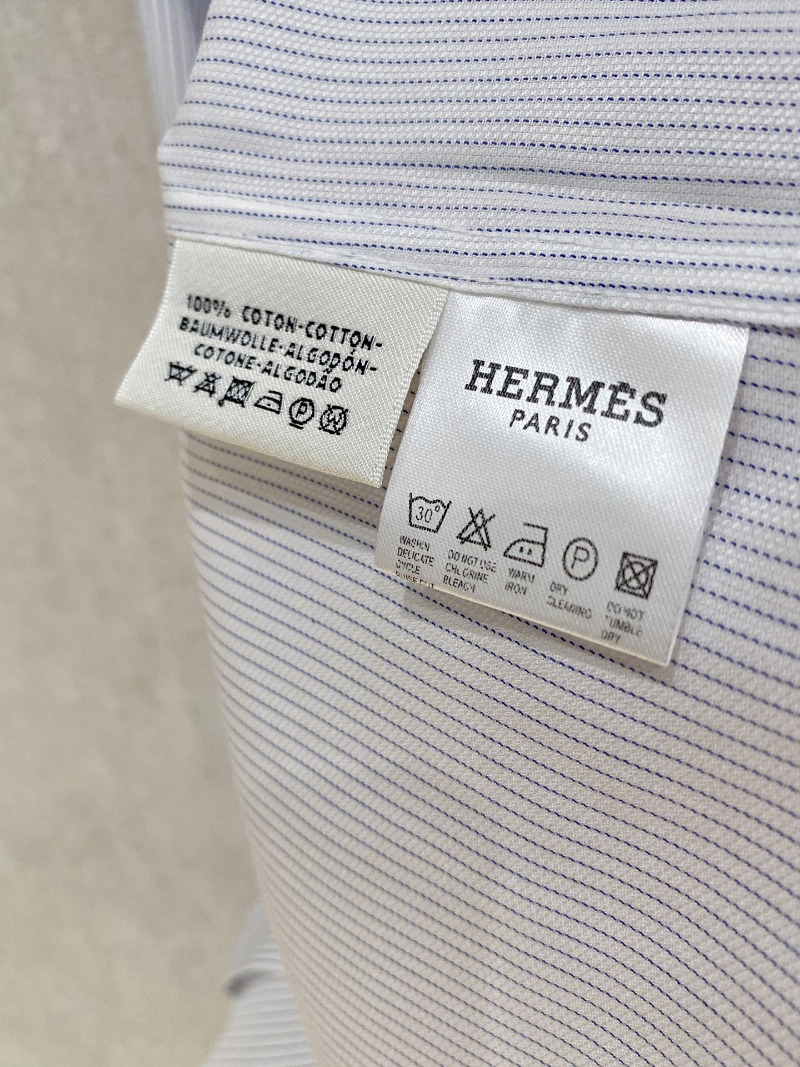 100% COTON-COTTON-
BAUMWOLLE-ALGODÓN-
COTONE-ALGODÃO
P W
HERMÈS
PARIS
30°
P
WASH IN
DELICATE
CYCLE
DO NOT USE
CHLORINE
BLEACH
WARM
IRON
DRY
CLEANING
DO NOT
TUMBLE
DRY